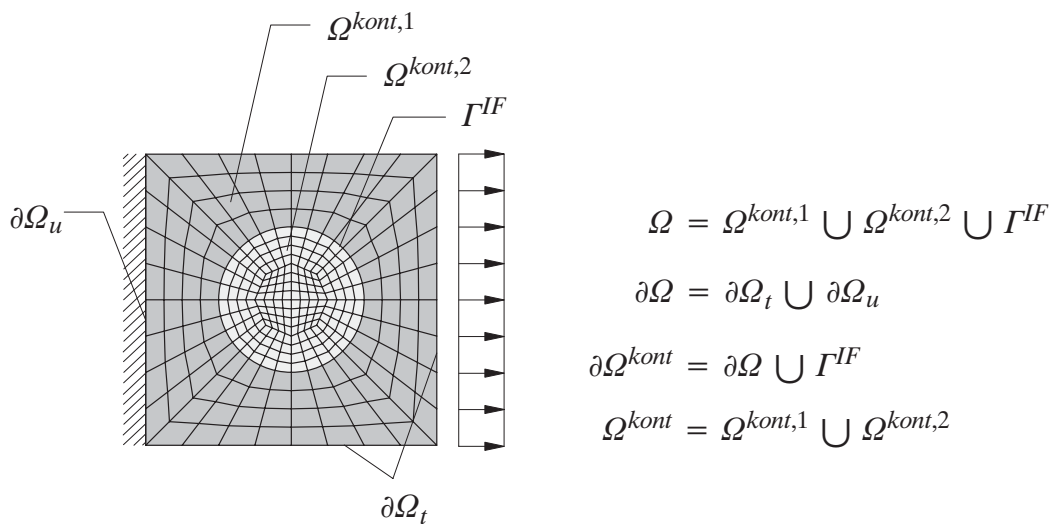 Ω^{kont,1}
Ω^{kont,2}
Γ^{IF}
∂Ω_u
∂Ω_t
Ω = Ω^{kont,1} ⋃ Ω^{kont,2} ⋃ Γ^{IF}
∂Ω = ∂Ω_t ⋃ ∂Ω_u
∂Ω^{kont} = ∂Ω ⋃ Γ^{IF}
Ω^{kont} = Ω^{kont,1} ⋃ Ω^{kont,2}